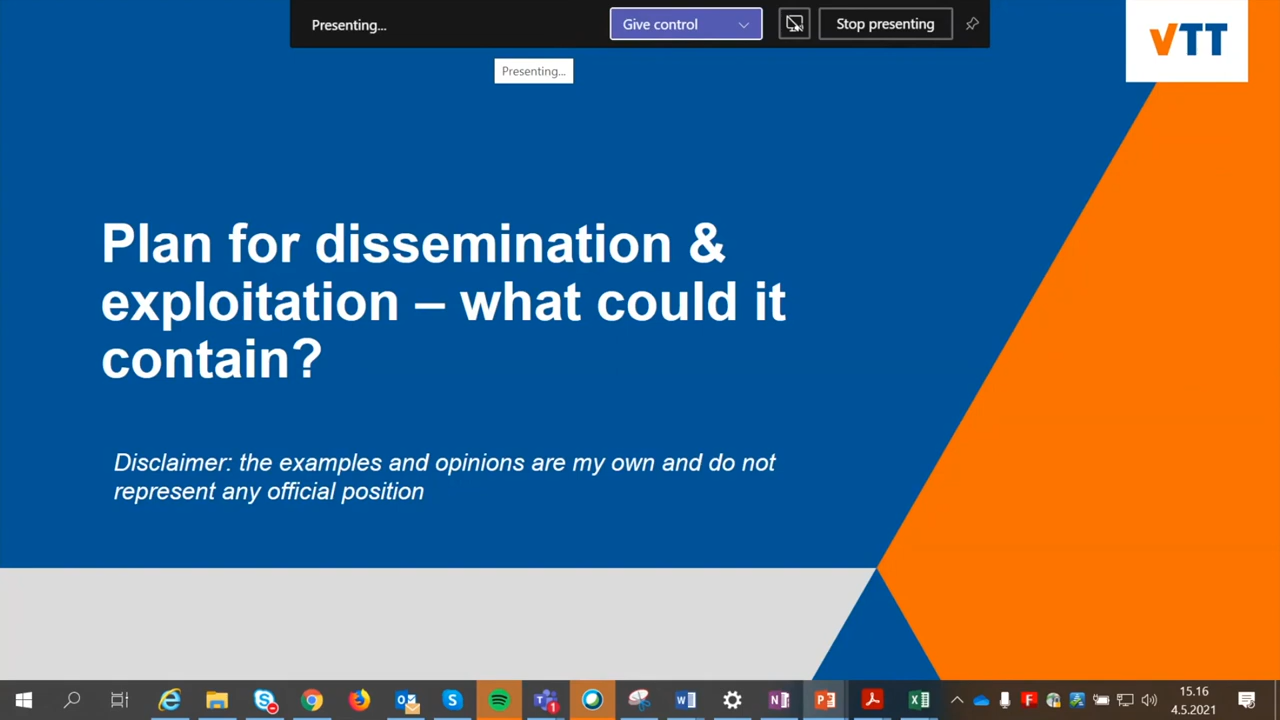 Presenting...
Give control
Stop presenting
Presenting...
VTT
Plan for dissemination &
exploitation – what could it
contain?
Disclaimer: the examples and opinions are my own and do not
represent any official position
15.16
4.5.2021